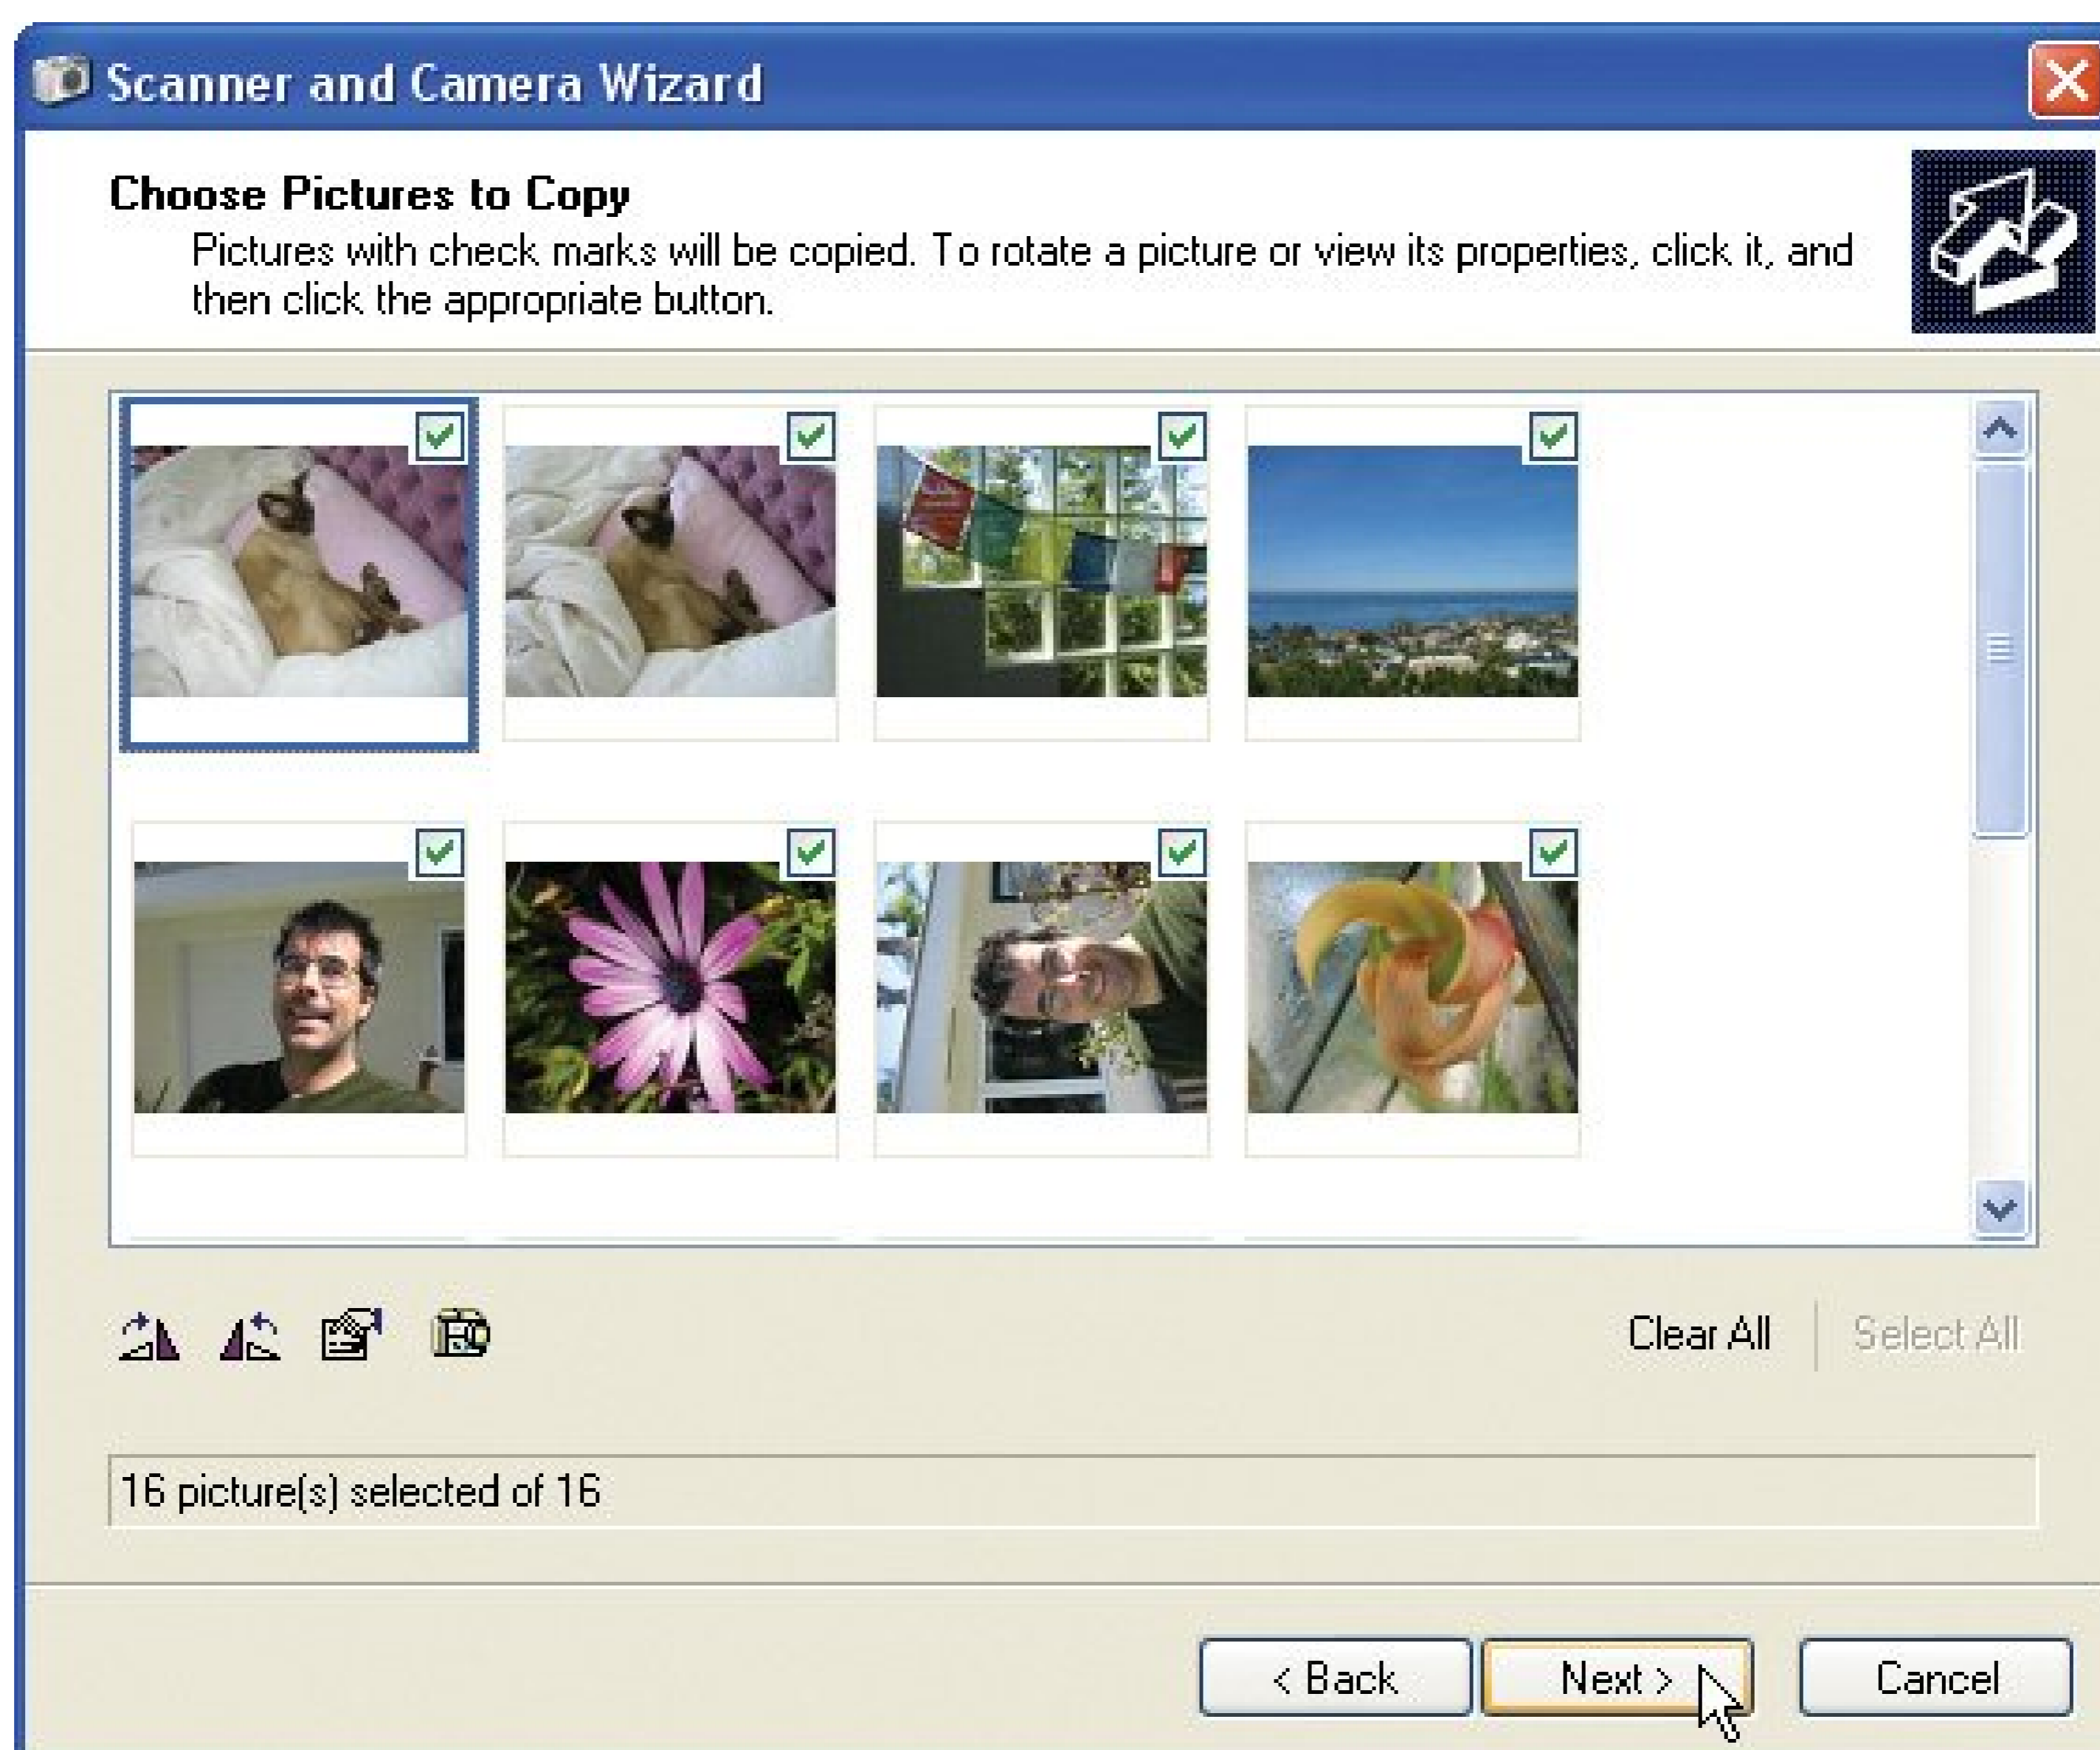 Scanner and Camera Wizard
Choose Pictures to Copy
Pictures with check marks will be copied. To rotate a picture or view its properties, click it, and
then click the appropriate button.
Clear All
Select All
16 picture(s) selected of 16
< Back
Next >
Cancel